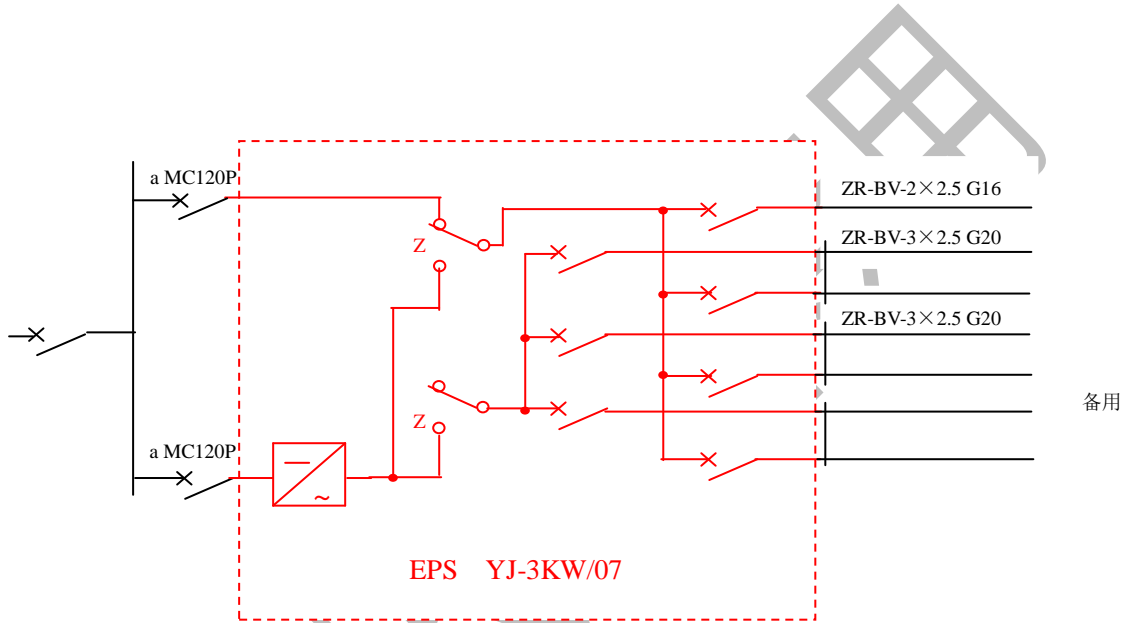 a MC120P
ZR-BV-2×2.5 G16
Z
ZR-BV-3×2.5 G20
ZR-BV-3×2.5 G20
备用
Z
a MC120P
~
EPS YJ-3KW/07